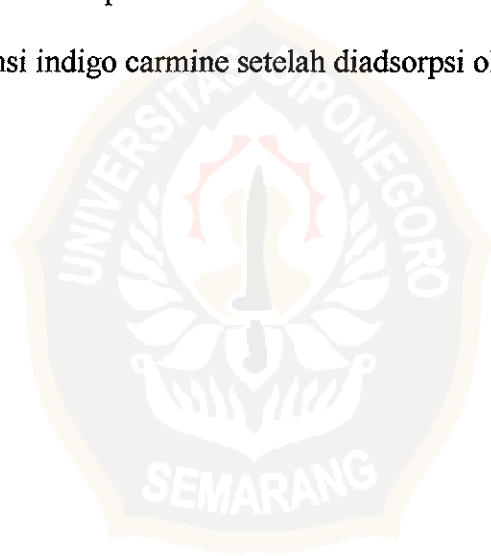 nsi indigo carmine setelah diadsorpsi ol
UNIVERSITAS DIPONEGORO
SEMARANG